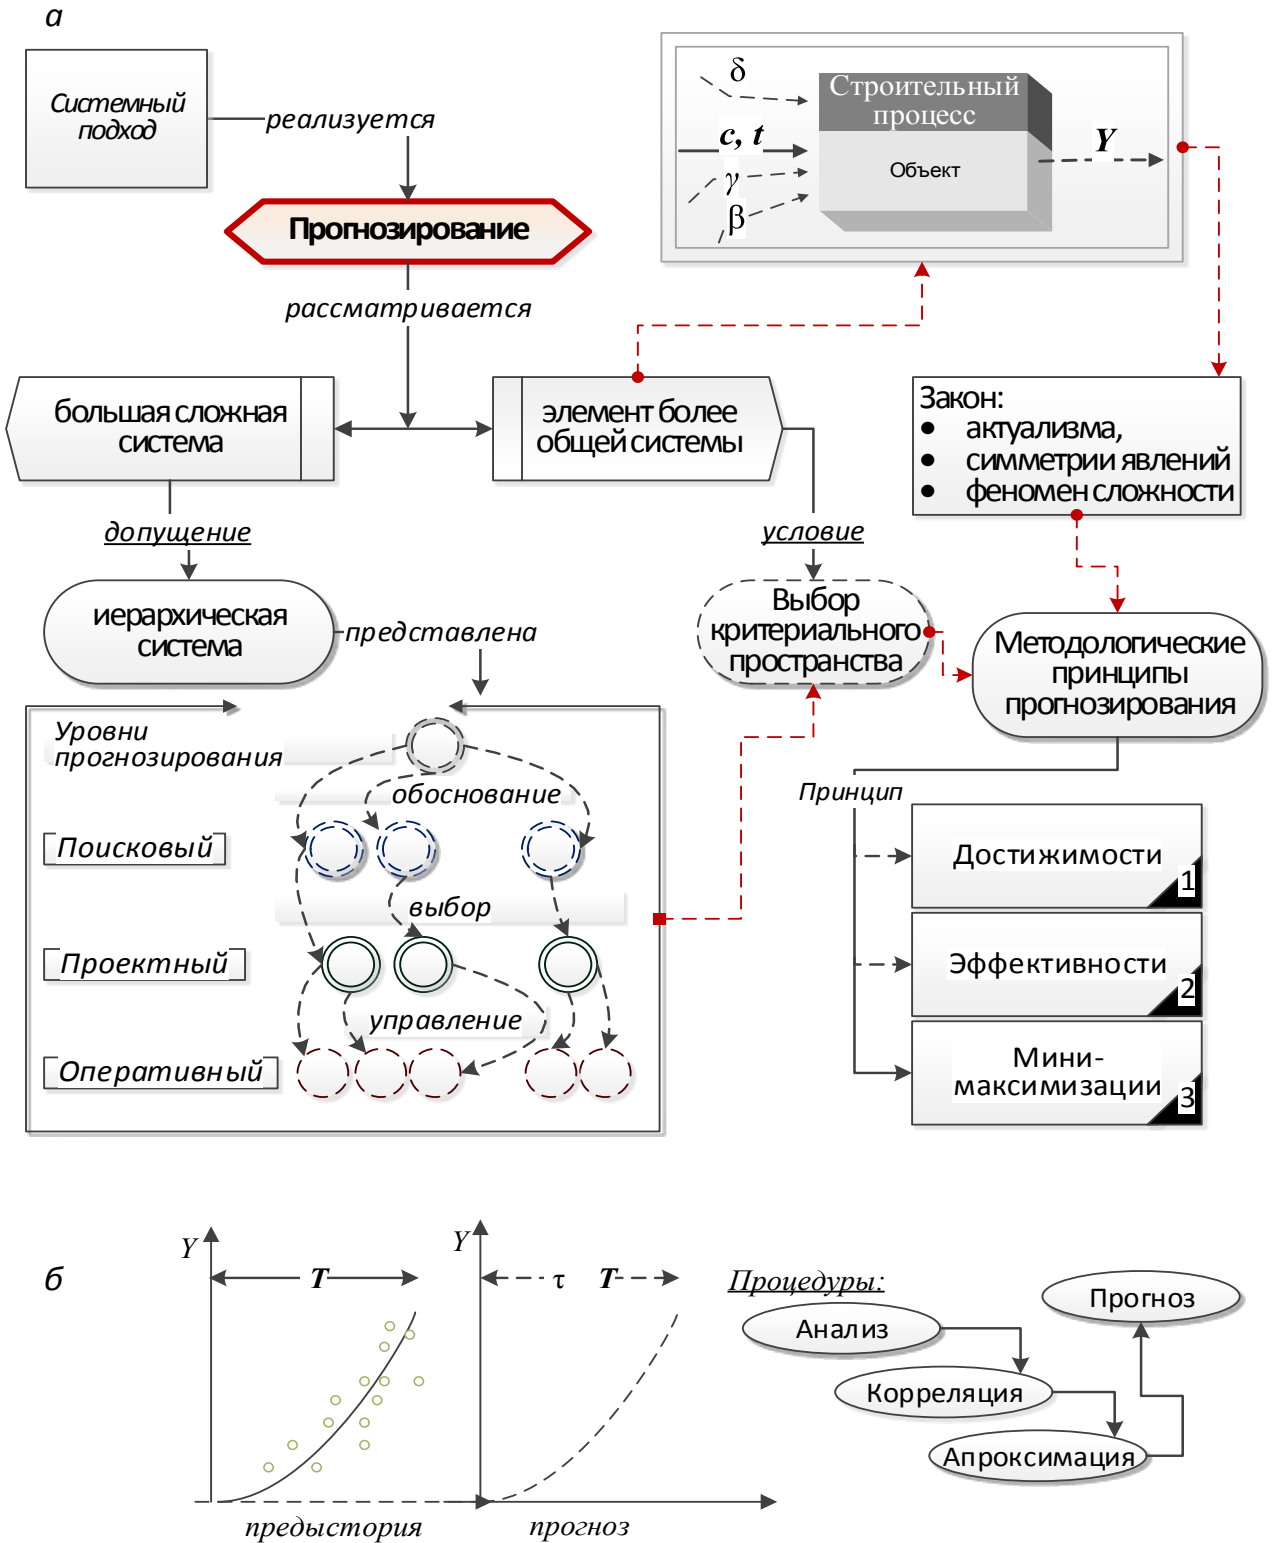 а
Системный
подход
реализуется
Прогнозирование
рассматривается
δ
c, t
γ
β
Строительный
процесс
Объект
Y
большая сложная
система
элемент более
общей системы
Закон:
● актуализма,
● симметрии явлений
● феномен сложности
допущение
условие
иерархическая
система
представлена
Выбор
критериального
пространства
Методологические
принципы
прогнозирования
Уровни
прогнозирования
обоснование
Поисковый
выбор
Проектный
управление
Оперативный
Принцип
Достижимости
1
Эффективности
2
Мини-
максимизации
3
б
Y
T
предыстория
Y
τ T
прогноз
Процедуры:
Анализ
Корреляция
Апроксимация
Прогноз